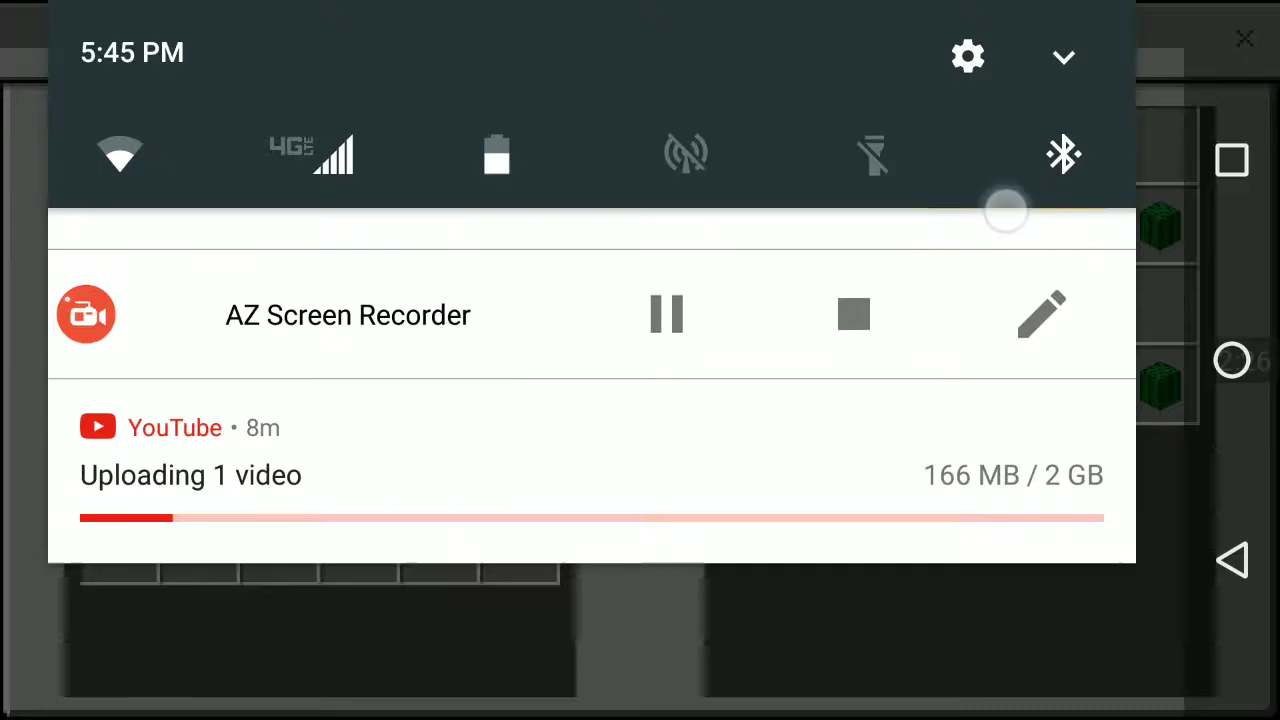 5:45 PM
4G LTE
AZ Screen Recorder
YouTube • 8m
Uploading 1 video
166 MB / 2 GB